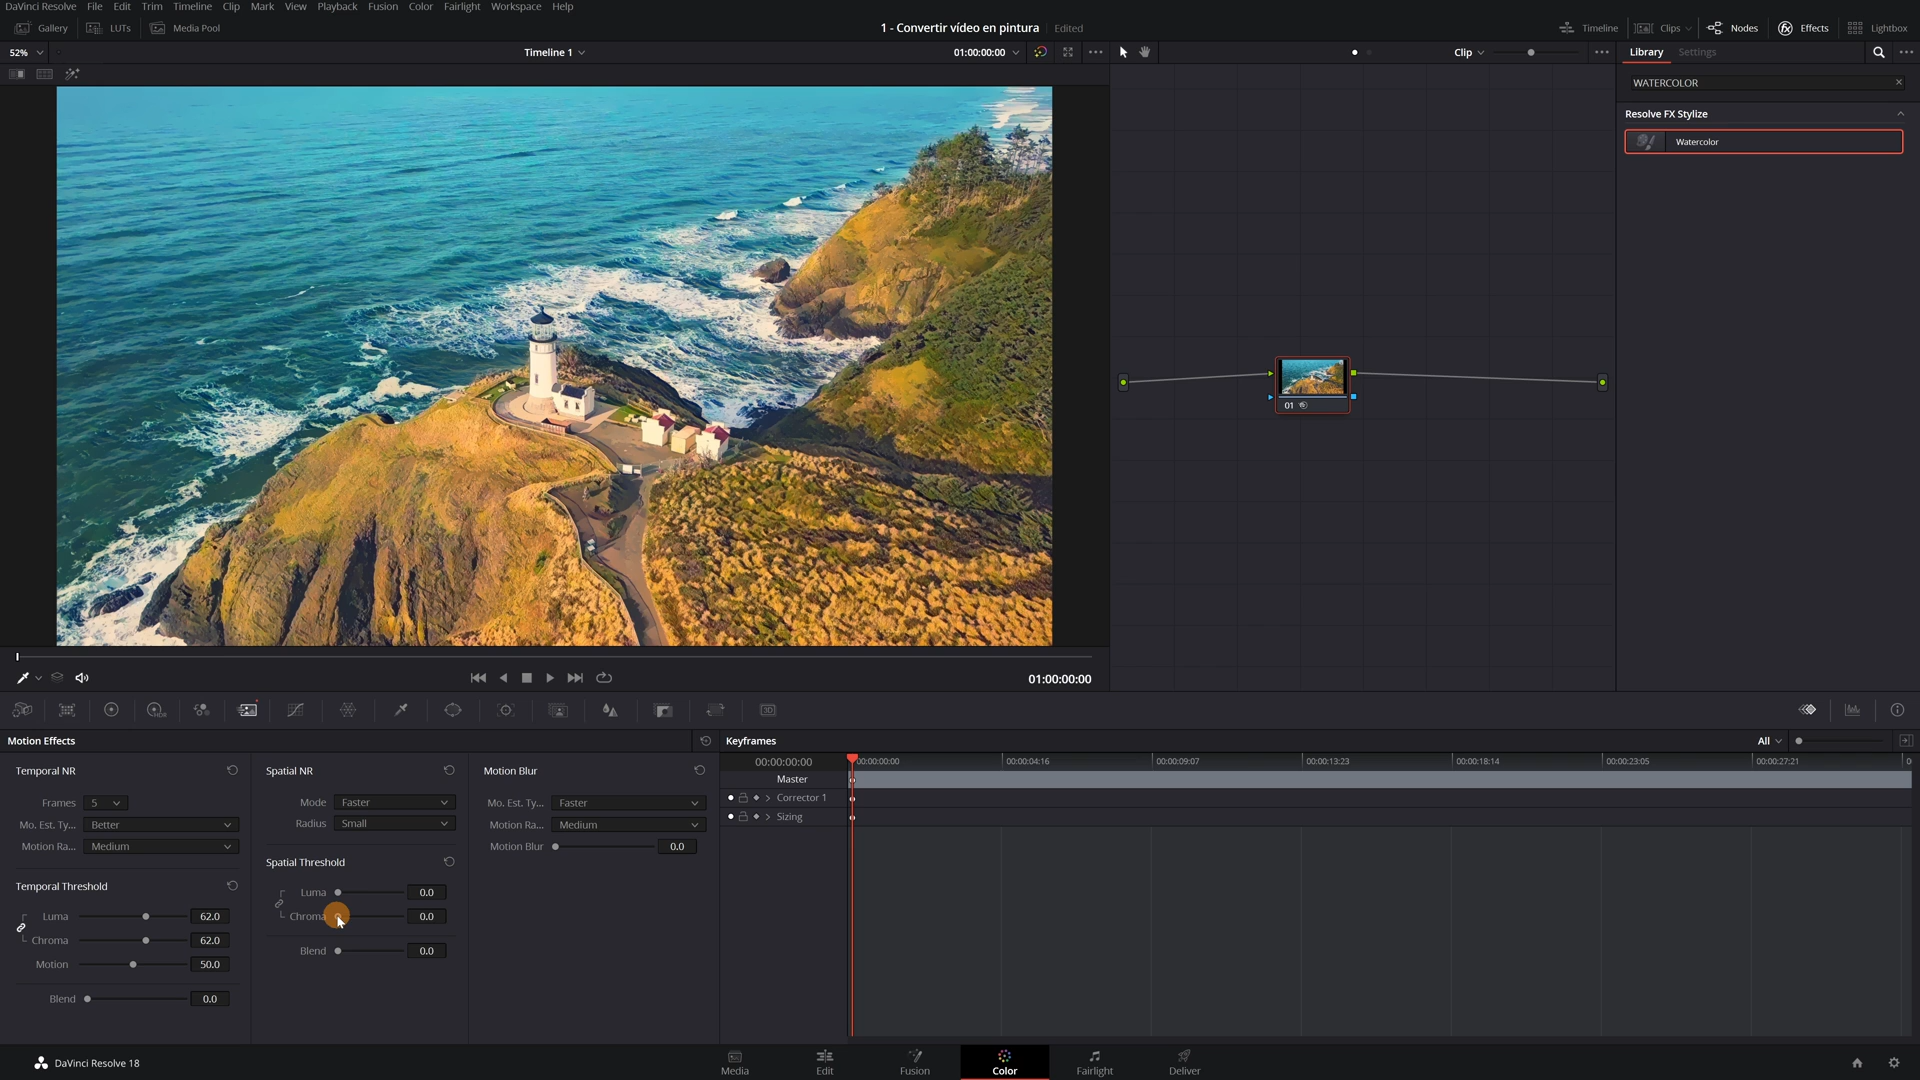 DaVinci Resolve File Edit Trim Timeline Clip Mark View Playback Fusion Color Fairlight Workspace Help
Gallery LUTs Media Pool 1 - Convertir vídeo en pintura Edited Timeline Clips Nodes Effects Lightbox
52% Timeline 1 01:00:00:00 Clip Library Settings
WATERCOLOR
Resolve FX Stylize
Watercolor
01
01:00:00:00
HDR
3D
Motion Effects Keyframes All
Temporal NR Spatial NR Motion Blur
Frames 5 Mode Faster Mo. Est. Ty... Faster
Mo. Est. Ty... Better Radius Small Motion Ra... Medium
Motion Ra... Medium Motion Blur 0.0
Spatial Threshold
Temporal Threshold
Luma 0.0
Luma 62.0 Chroma 0.0
Chroma 62.0
Blend 0.0
Motion 50.0
Blend 0.0
00:00:00:00 00:00:00:00 00:00:04:16 00:00:09:07 00:00:13:23 00:00:18:14 00:00:23:05 00:00:27:21 0
Master
Corrector 1
Sizing
DaVinci Resolve 18 Media Edit Fusion Color Fairlight Deliver